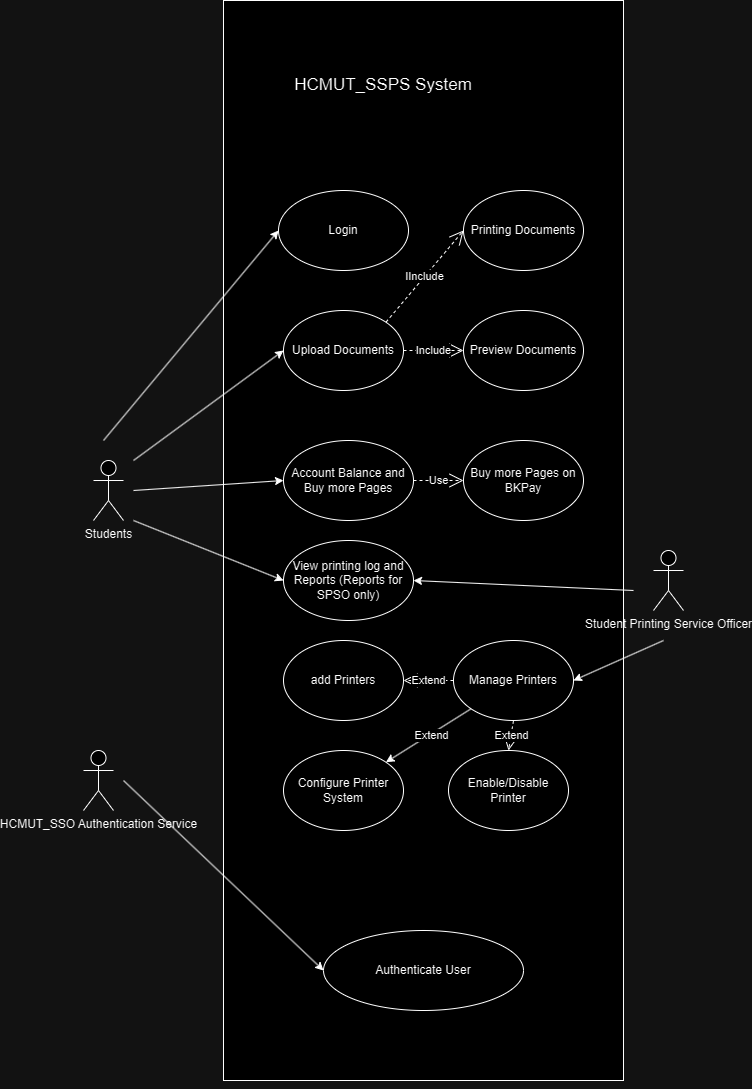 HCMUT_SSPS System
Login
Printing Documents
IInclude
Upload Documents
Include
Preview Documents
Account Balance and
Buy more Pages
Use
Buy more Pages on
BKPay
Students
View printing log and
Reports (Reports for
SPSO only)
Student Printing Service Officer
add Printers
Extend
Manage Printers
Extend
Extend
Configure Printer
System
Enable/Disable
Printer
HCMUT_SSO Authentication Service
Authenticate User